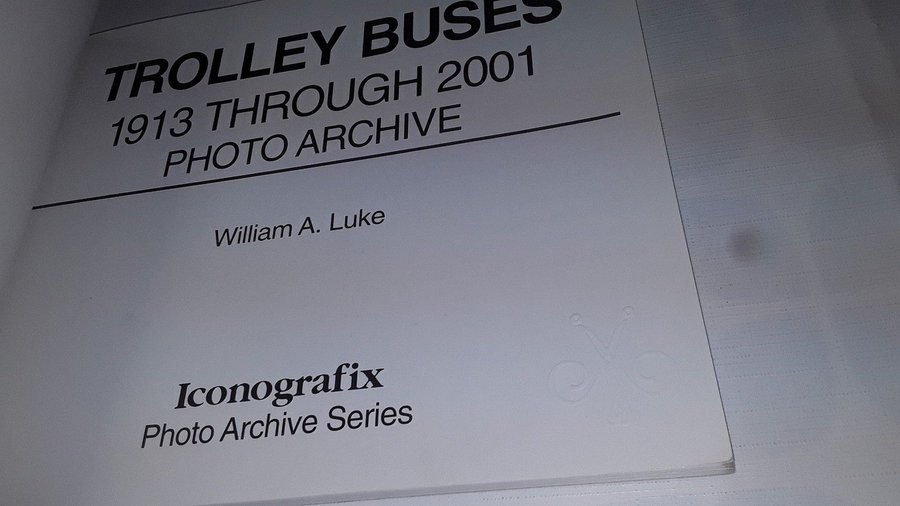 TROLLEY BUSES
1913 THROUGH 2001
PHOTO ARCHIVE
William A. Luke
Iconografix
Photo Archive Series